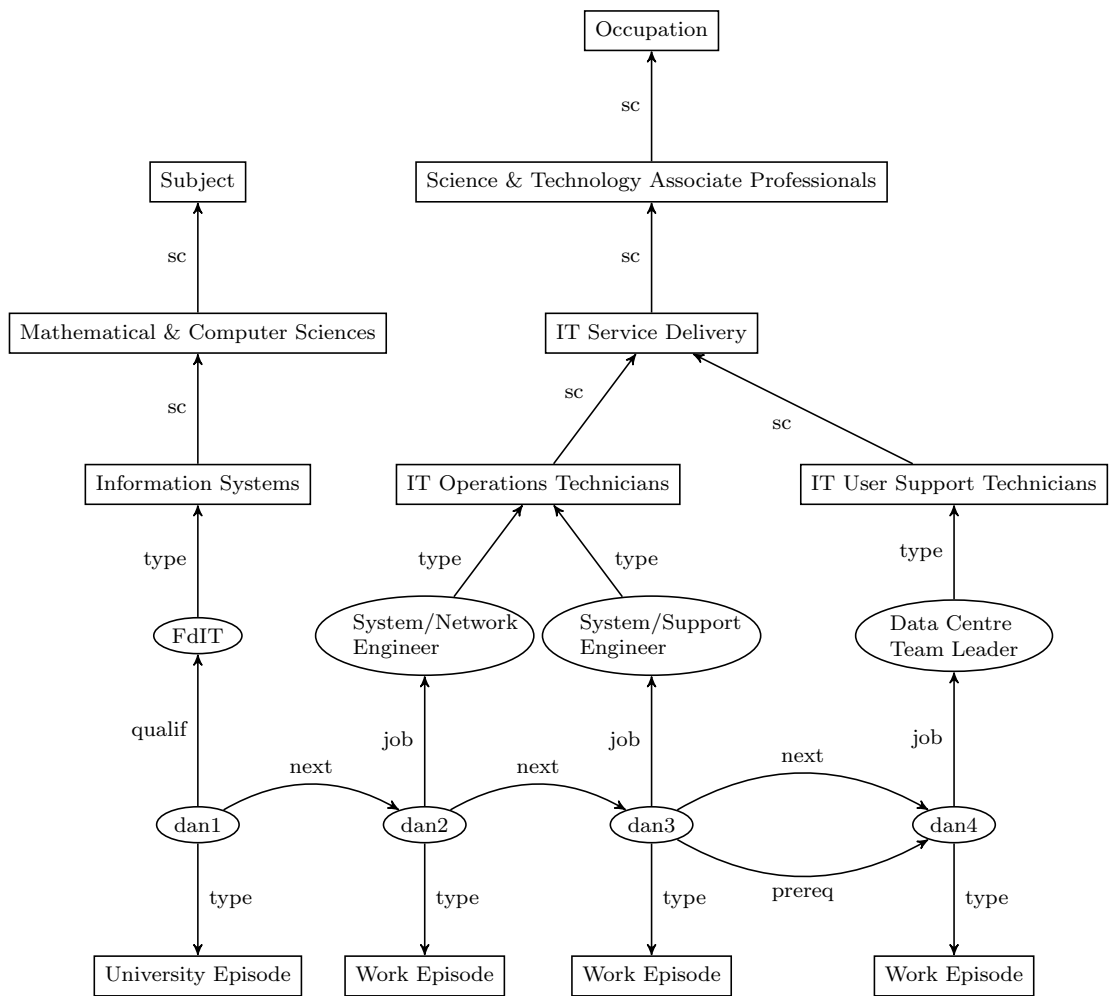 Occupation
sc
Subject
Science & Technology Associate Professionals
sc
sc
Mathematical & Computer Sciences
IT Service Delivery
sc
sc
sc
Information Systems
IT Operations Technicians
IT User Support Technicians
type
type
type
type
FdIT
System/Network
Engineer
System/Support
Engineer
Data Centre
Team Leader
qualif
job
job
job
next
next
next
dan1
dan2
dan3
dan4
prereq
type
type
type
type
University Episode
Work Episode
Work Episode
Work Episode